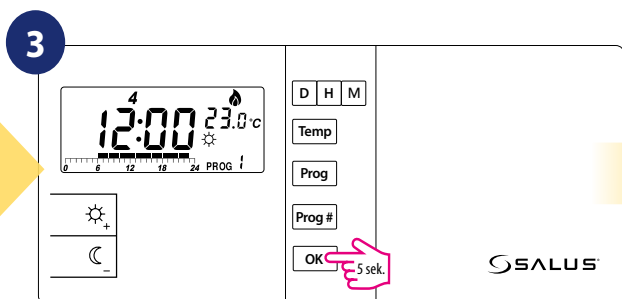 3
4
12:00
23.0°C
0 6 12 18 24
PROG 1
+
-
D H M
Temp
Prog
Prog #
OK
5 sek.
SALUS